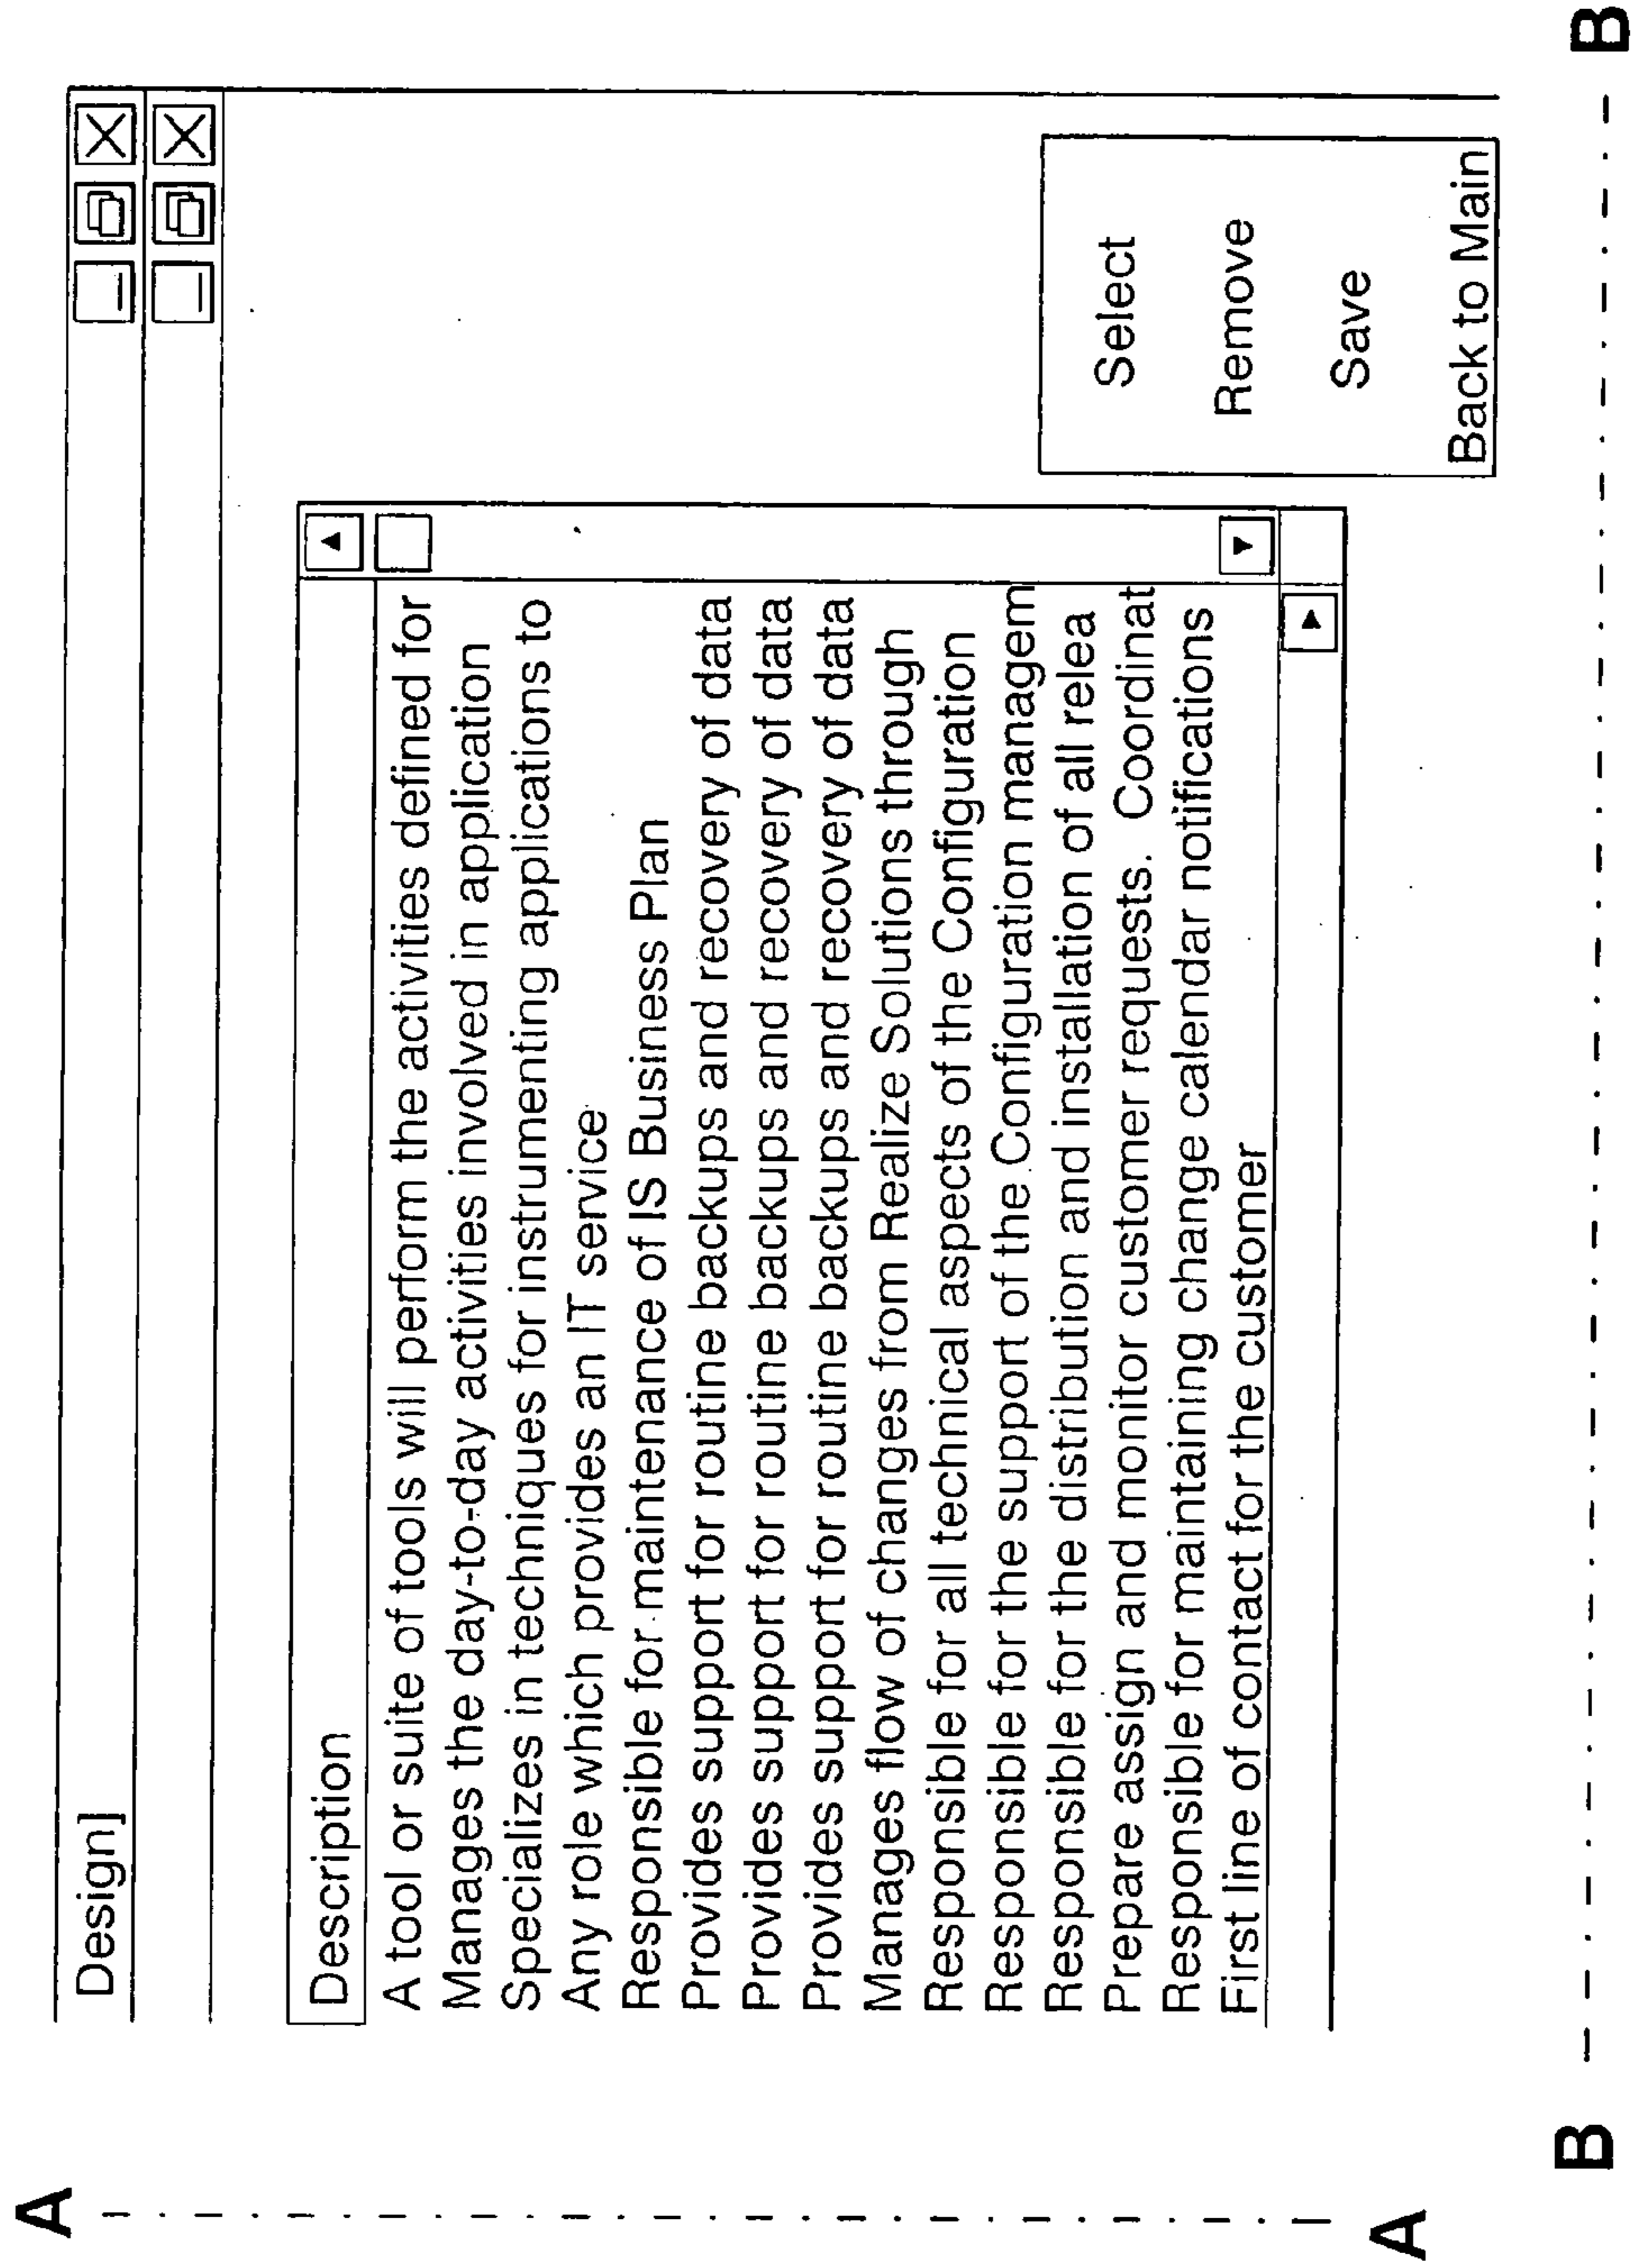 A
Design]
Description
A tool or suite of tools will perform the activities defined for
Manages the day-to-day activities involved in application
Specializes in techniques for instrumenting applications to
Any role which provides an IT service
Responsible for maintenance of IS Business Plan
Provides support for routine backups and recovery of data
Provides support for routine backups and recovery of data
Provides support for routine backups and recovery of data
Manages flow of changes from Realize Solutions through
Responsible for all technical aspects of the Configuration
Responsible for the support of the Configuration managem
Responsible for the distribution and installation of all relea
Prepare assign and monitor customer requests. Coordinat
Responsible for maintaining change calendar notifications
First line of contact for the customer
Select
Remove
Save
Back to Main
A
B B